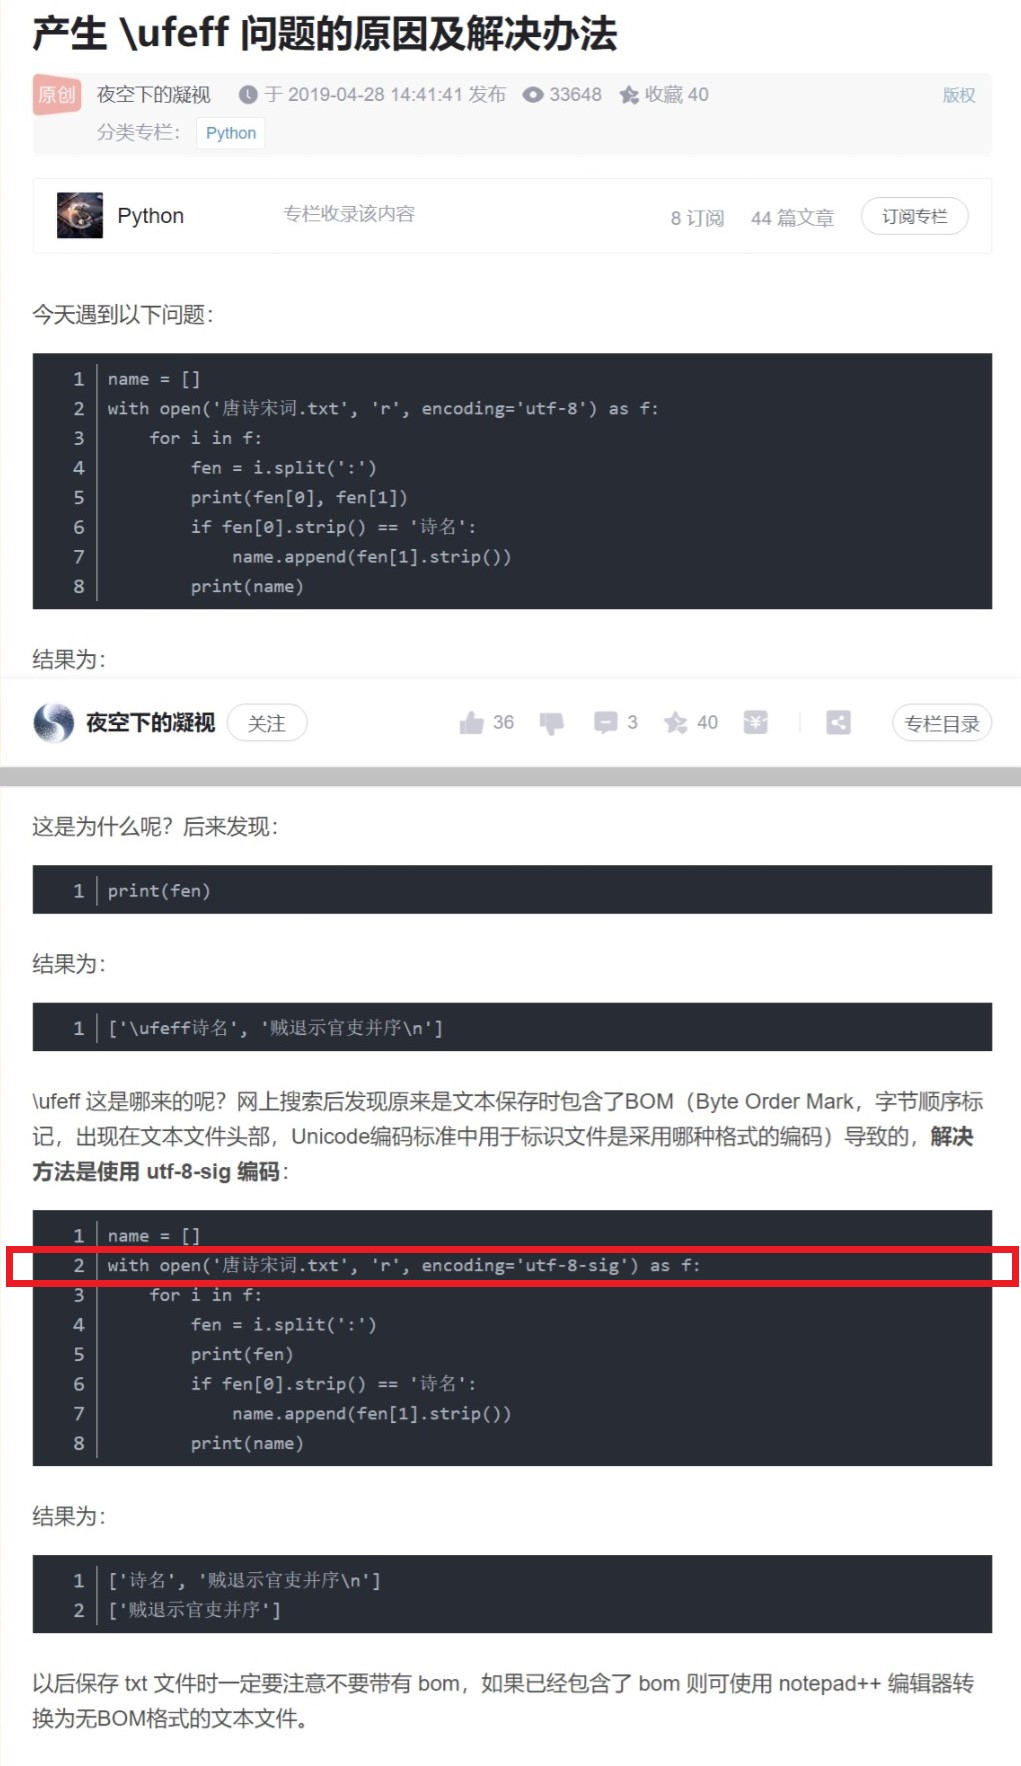 产生 \ufeff 问题的原因及解决办法
原创 夜空下的凝视 于 2019-04-28 14:41:41 发布 33648 收藏 40 版权
分类专栏： Python
Python 专栏收录该内容 8 订阅 44 篇文章 订阅专栏
今天遇到以下问题：
1 name = []
2 with open('唐诗宋词.txt', 'r', encoding='utf-8') as f:
3     for i in f:
4         fen = i.split(':')
5         print(fen[0], fen[1])
6         if fen[0].strip() == '诗名':
7             name.append(fen[1].strip())
8         print(name)
结果为：
夜空下的凝视 关注 36 3 40 专栏目录
这是为什么呢？后来发现：
1 print(fen)
结果为：
1 ['\ufeff诗名', '贼退示官吏并序\n']
\ufeff 这是哪来的呢？网上搜索后发现原来是文本保存时包含了BOM（Byte Order Mark，字节顺序标
记，出现在文本文件头部，Unicode编码标准中用于标识文件是采用哪种格式的编码）导致的，解决
方法是使用 utf-8-sig 编码：
1 name = []
2 with open('唐诗宋词.txt', 'r', encoding='utf-8-sig') as f:
3     for i in f:
4         fen = i.split(':')
5         print(fen)
6         if fen[0].strip() == '诗名':
7             name.append(fen[1].strip())
8         print(name)
结果为：
1 ['诗名', '贼退示官吏并序\n']
2 ['贼退示官吏并序']
以后保存 txt 文件时一定要注意不要带有 bom，如果已经包含了 bom 则可使用 notepad++ 编辑器转
换为无BOM格式的文本文件。